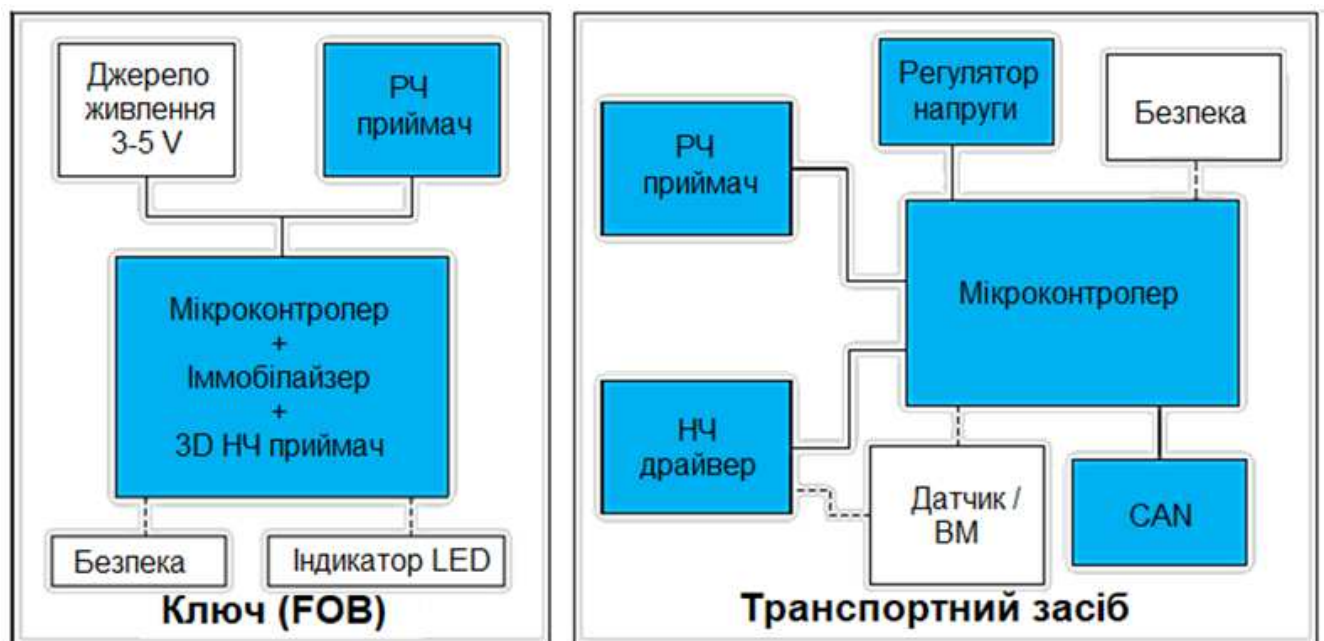 Джерело
живлення
3-5 V
РЧ
приймач
Мікроконтролер
+
Іммобілайзер
+
3D НЧ приймач
Безпека
Індикатор LED
Ключ (FOB)
Регулятор
напруги
Безпека
РЧ
приймач
Мікроконтролер
НЧ
драйвер
Датчик /
ВМ
CAN
Транспортний засіб